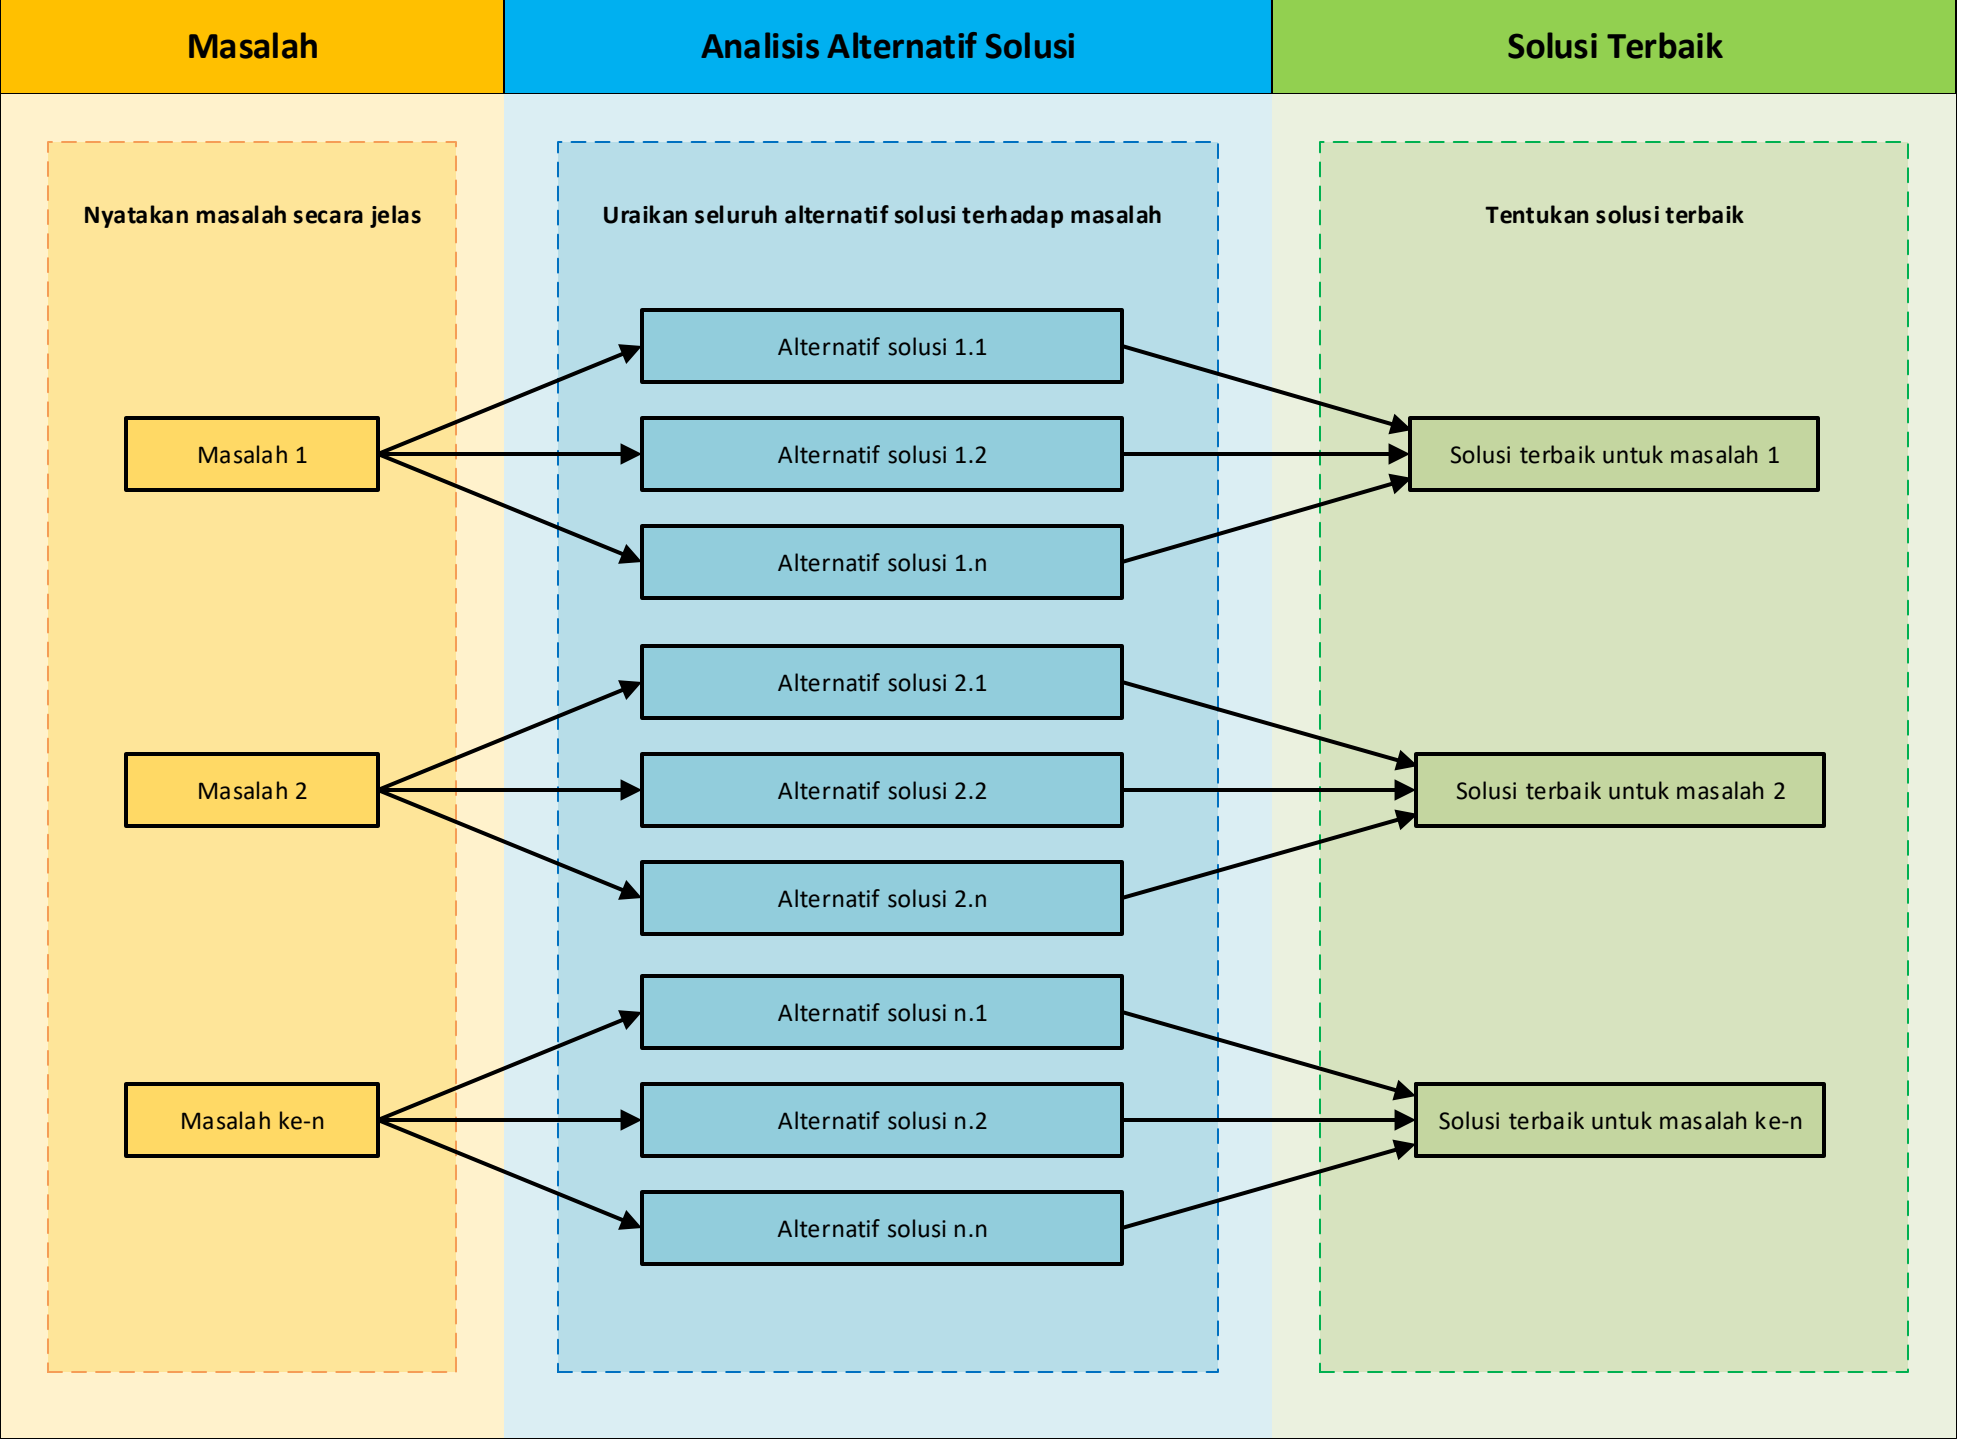 Masalah
Analisis Alternatif Solusi
Solusi Terbaik
Nyatakan masalah secara jelas
Uraikan seluruh alternatif solusi terhadap masalah
Tentukan solusi terbaik
Masalah 1
Alternatif solusi 1.1
Alternatif solusi 1.2
Alternatif solusi 1.n
Solusi terbaik untuk masalah 1
Masalah 2
Alternatif solusi 2.1
Alternatif solusi 2.2
Alternatif solusi 2.n
Solusi terbaik untuk masalah 2
Masalah ke-n
Alternatif solusi n.1
Alternatif solusi n.2
Alternatif solusi n.n
Solusi terbaik untuk masalah ke-n